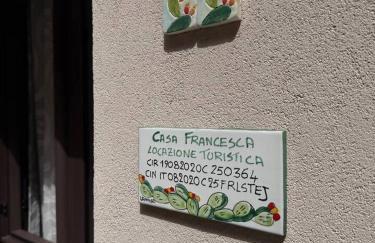 CASA FRANCESCA
LOCAZIONE TURISTICA
CIR 19082020C250364
CIN IT082020C25FRLSTEJ